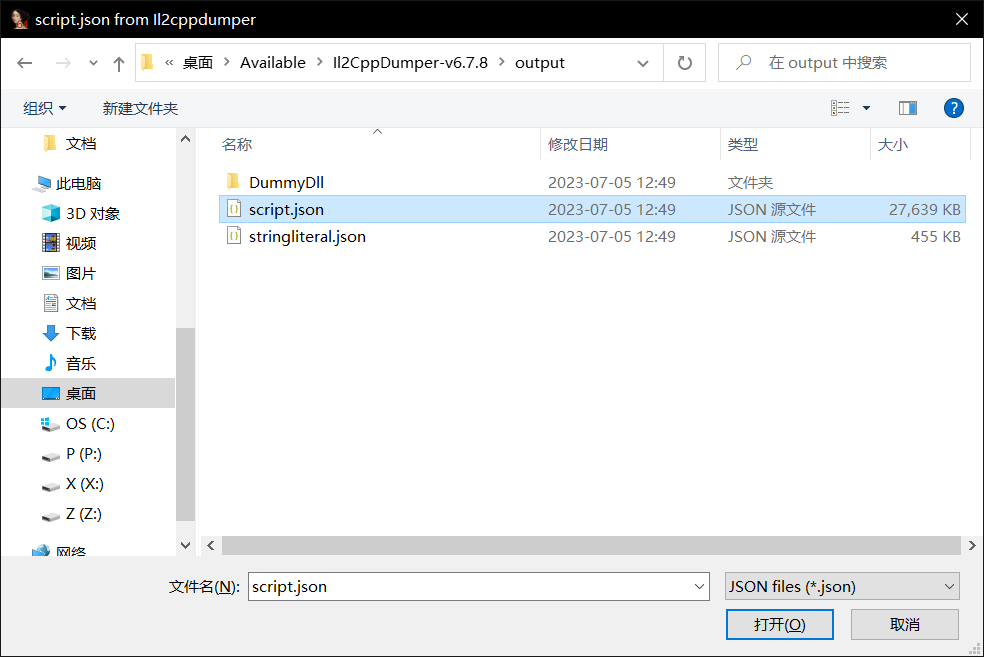 script.json from Il2cppdumper
« 桌面 > Available > Il2CppDumper-v6.7.8 > output
在 output 中搜索
组织 新建文件夹
?
文档
此电脑
3D 对象
视频
图片
文档
下载
音乐
桌面
OS (C:)
P (P:)
X (X:)
Z (Z:)
网络
名称 修改日期 类型 大小
DummyDll 2023-07-05 12:49 文件夹
script.json 2023-07-05 12:49 JSON 源文件 27,639 KB
stringliteral.json 2023-07-05 12:49 JSON 源文件 455 KB
文件名(N): script.json JSON files (*.json)
打开(O) 取消